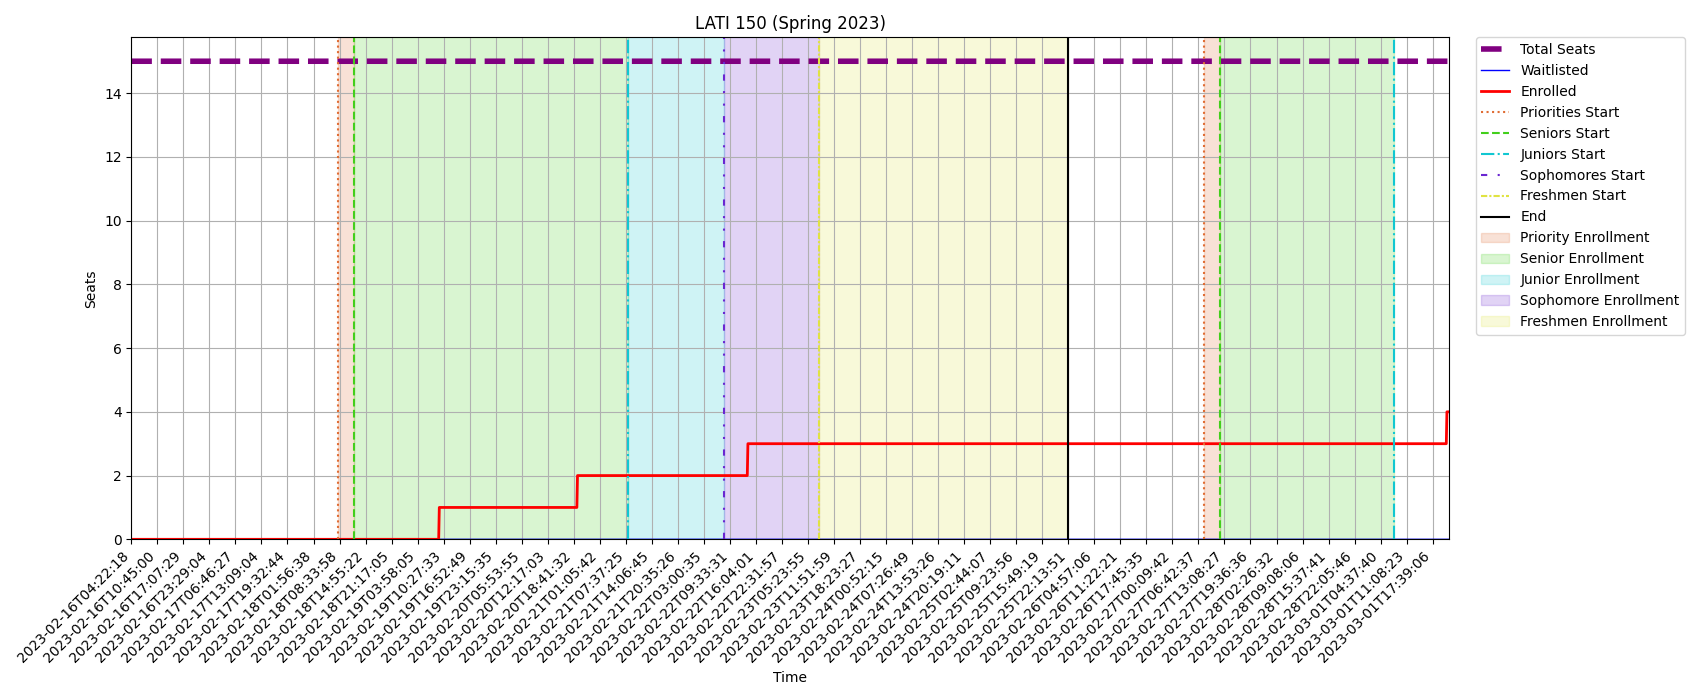 LATI 150 (Spring 2023)
Seats
14
12
10
8
6
4
2
0
2023-02-16T04:22:18
2023-02-16T10:45:00
2023-02-16T17:07:29
2023-02-16T23:29:04
2023-02-17T06:46:27
2023-02-17T13:09:04
2023-02-17T19:32:44
2023-02-18T01:56:38
2023-02-18T08:33:58
2023-02-18T14:55:22
2023-02-18T21:17:05
2023-02-19T03:58:05
2023-02-19T10:27:33
2023-02-19T16:52:49
2023-02-19T23:15:35
2023-02-20T05:53:55
2023-02-20T12:17:03
2023-02-20T18:41:32
2023-02-21T01:05:42
2023-02-21T07:37:25
2023-02-21T14:06:45
2023-02-21T20:35:26
2023-02-22T03:00:35
2023-02-22T09:33:31
2023-02-22T16:04:01
2023-02-22T22:31:57
2023-02-23T05:23:55
2023-02-23T11:51:59
2023-02-23T18:23:27
2023-02-24T00:52:15
2023-02-24T07:26:49
2023-02-24T13:53:26
2023-02-24T20:19:11
2023-02-25T02:44:07
2023-02-25T09:23:56
2023-02-25T15:49:19
2023-02-25T22:13:51
2023-02-26T04:57:06
2023-02-26T11:22:21
2023-02-26T17:45:35
2023-02-27T00:09:42
2023-02-27T06:42:37
2023-02-27T13:08:27
2023-02-27T19:36:36
2023-02-28T02:26:32
2023-02-28T09:08:06
2023-02-28T15:37:41
2023-02-28T22:05:46
2023-03-01T04:37:40
2023-03-01T11:08:23
2023-03-01T17:39:06
Time
Total Seats
Waitlisted
Enrolled
Priorities Start
Seniors Start
Juniors Start
Sophomores Start
Freshmen Start
End
Priority Enrollment
Senior Enrollment
Junior Enrollment
Sophomore Enrollment
Freshmen Enrollment